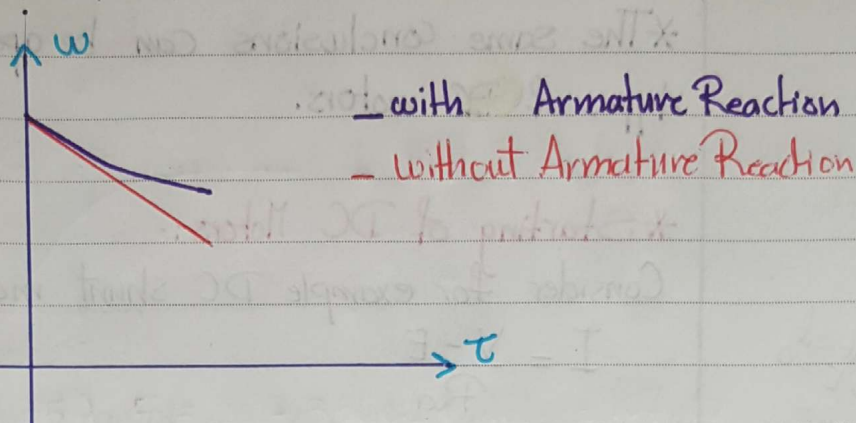 ω
_ with Armature Reaction
- without Armature Reaction
τ